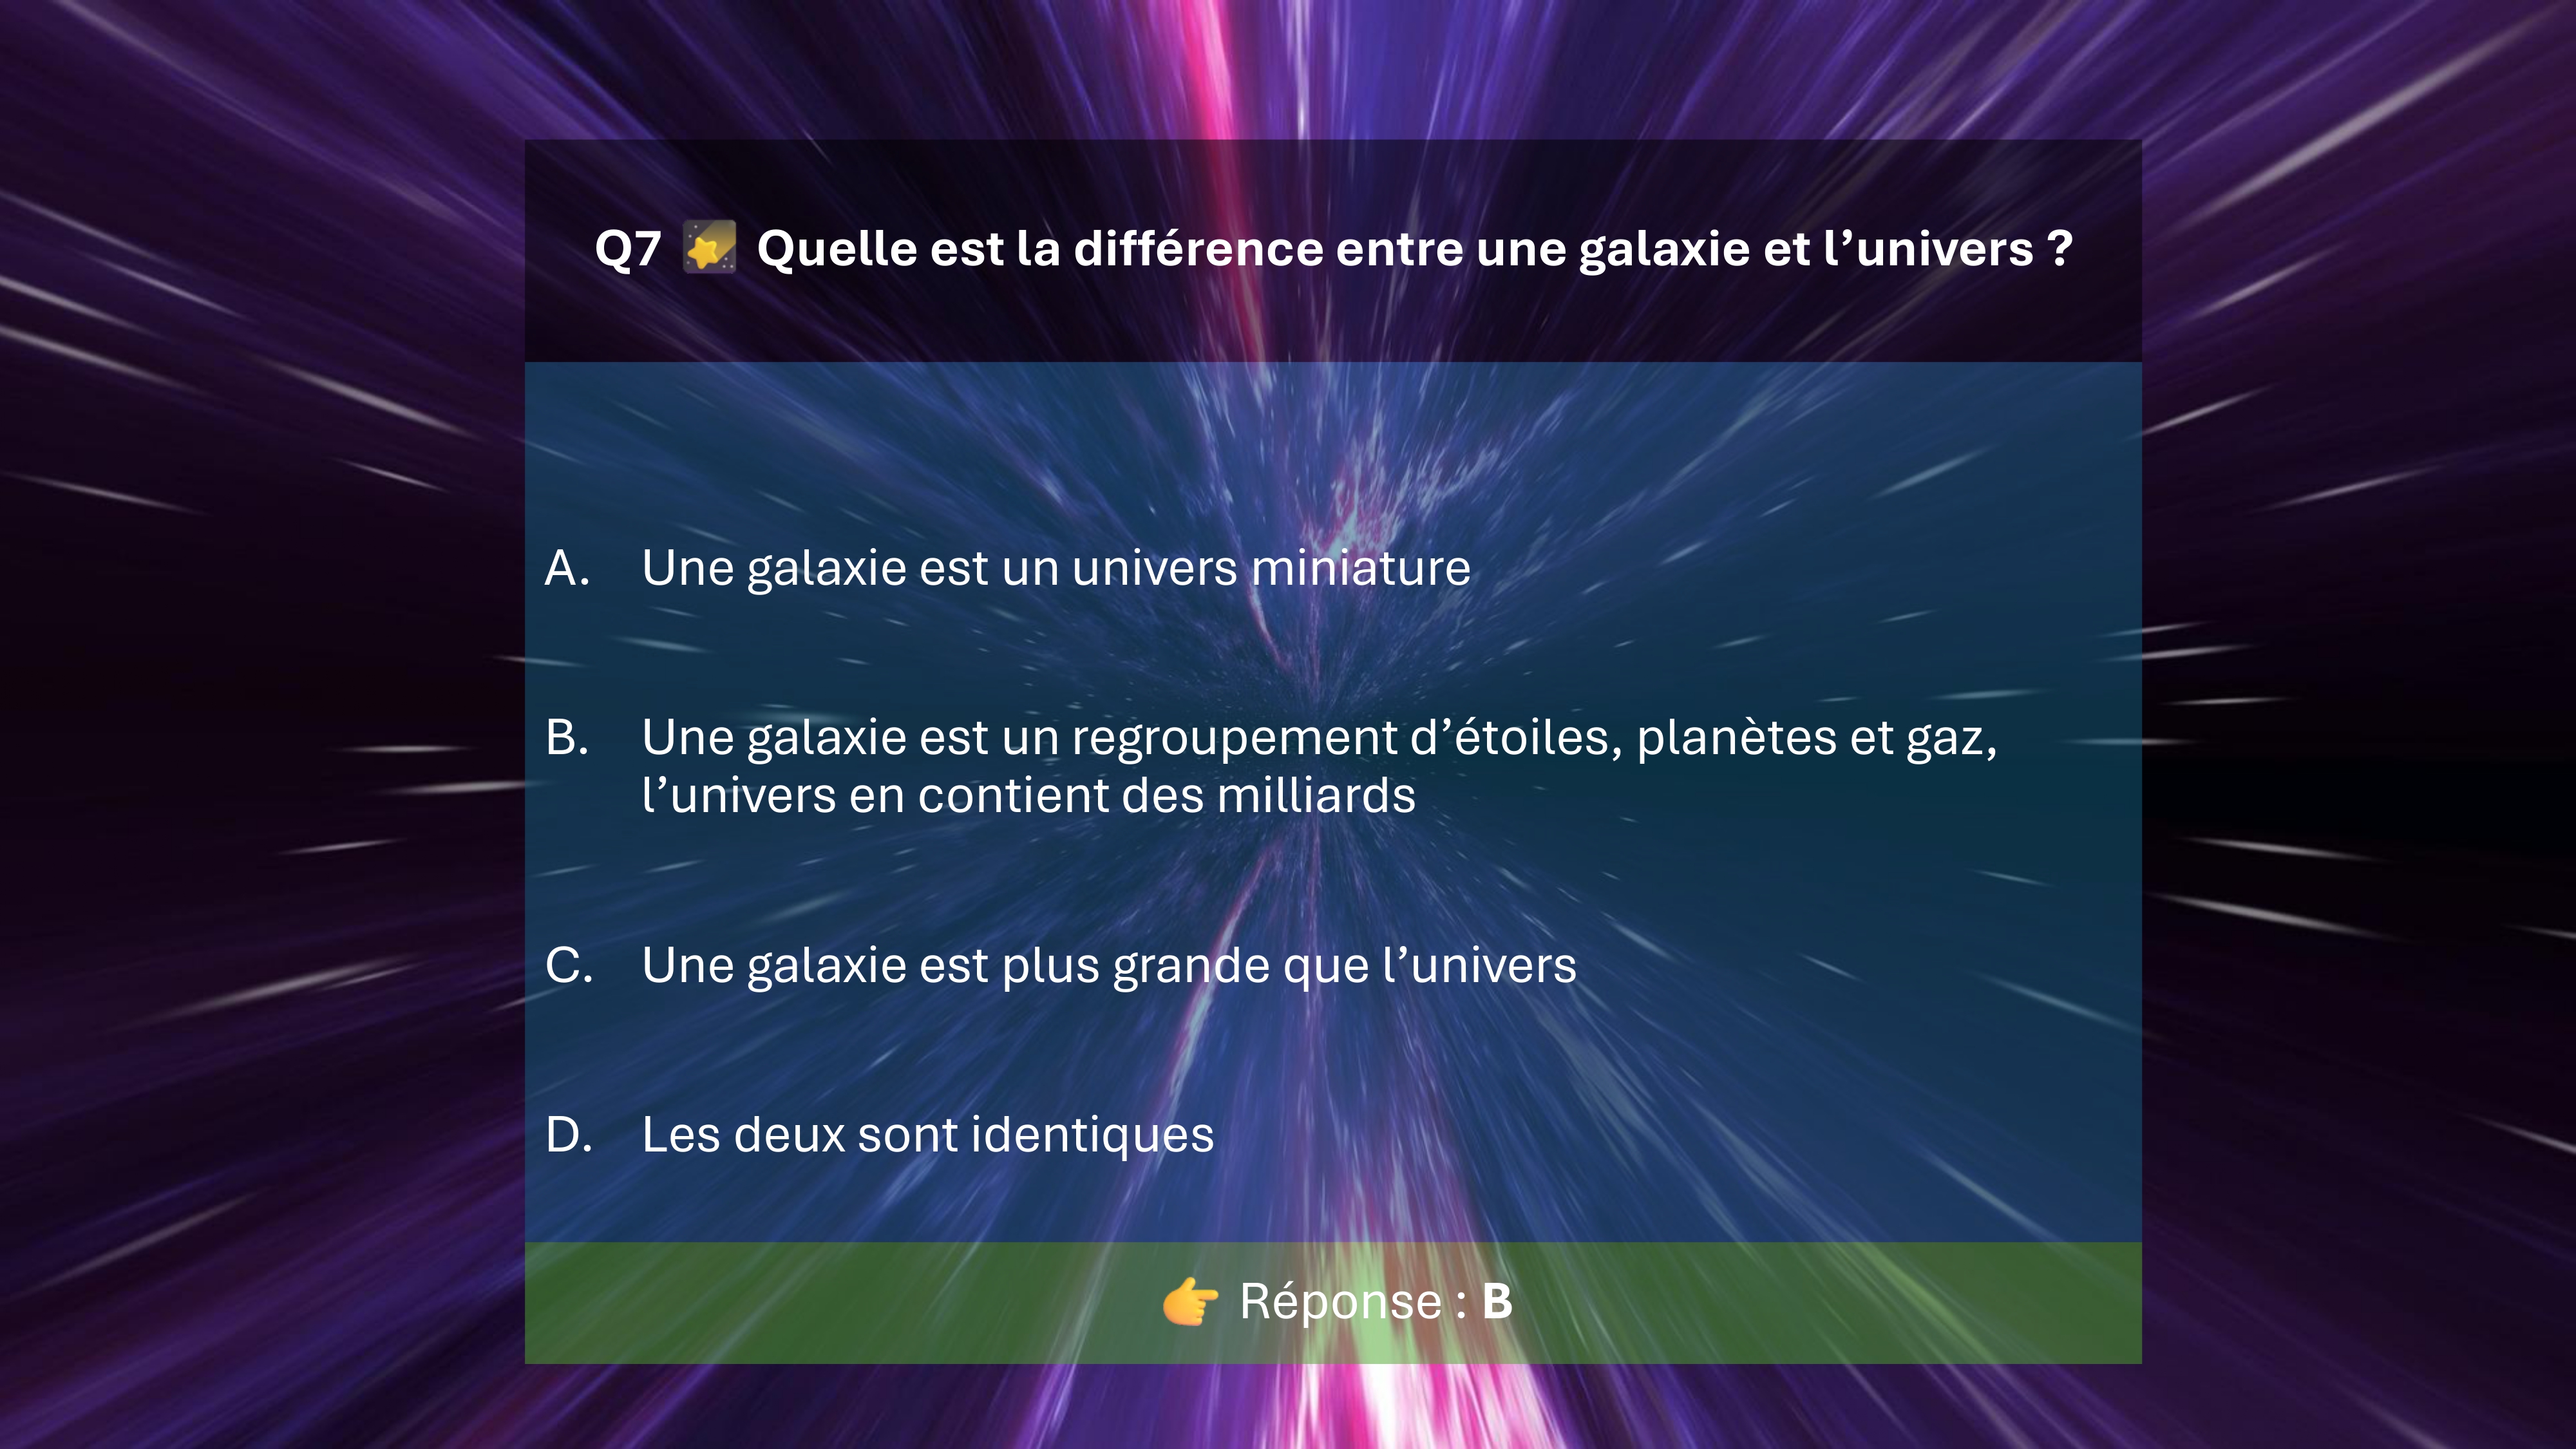 Q7 🌠 Quelle est la différence entre une galaxie et l’univers ?
A. Une galaxie est un univers miniature
B. Une galaxie est un regroupement d’étoiles, planètes et gaz,
l’univers en contient des milliards
C. Une galaxie est plus grande que l’univers
D. Les deux sont identiques
👉 Réponse : B